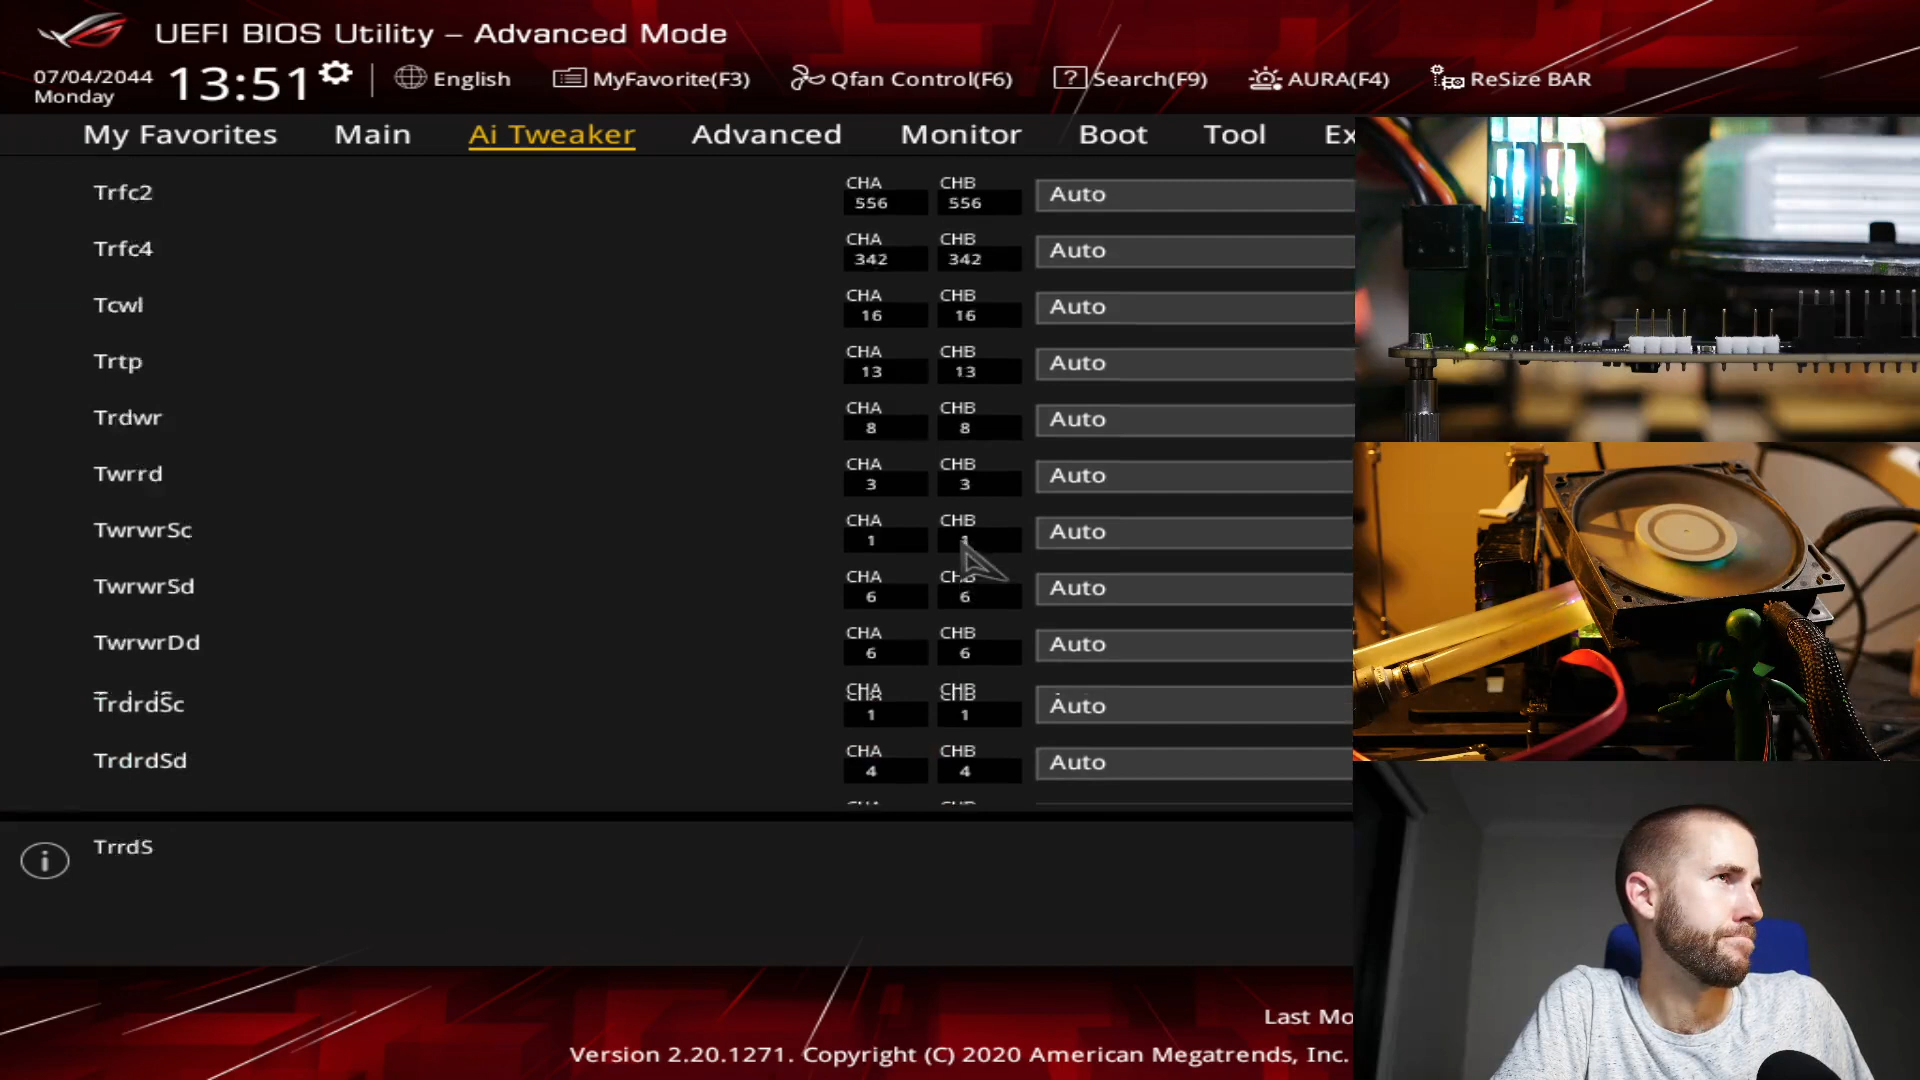 UEFI BIOS Utility – Advanced Mode
07/04/2044
Monday
13:51
English
MyFavorite(F3)
Qfan Control(F6)
Search(F9)
AURA(F4)
ReSize BAR
My Favorites Main Ai Tweaker Advanced Monitor Boot Tool Ex
Trfc2 CHA 556 CHB 556 Auto
Trfc4 CHA 342 CHB 342 Auto
Tcwl CHA 16 CHB 16 Auto
Trtp CHA 13 CHB 13 Auto
Trdwr CHA 8 CHB 8 Auto
Twrrd CHA 3 CHB 3 Auto
TwrwrSc CHA 1 CHB 1 Auto
TwrwrSd CHA 6 CHB 6 Auto
TwrwrDd CHA 6 CHB 6 Auto
TrdrdSc CHA 1 CHB 1 Auto
TrdrdSd CHA 4 CHB 4 Auto
TrrdS
Last Mo
Version 2.20.1271. Copyright (C) 2020 American Megatrends, Inc.